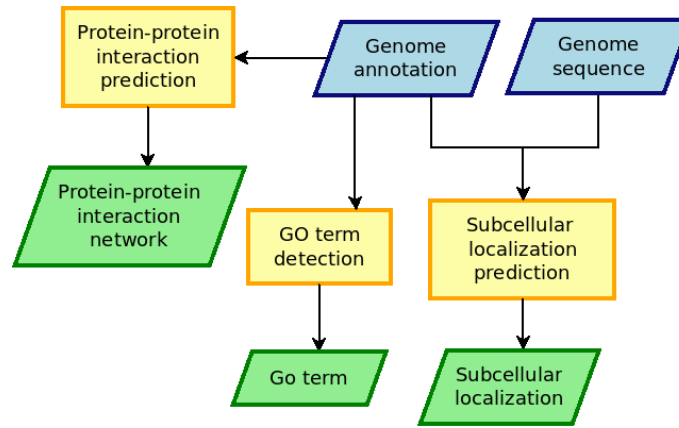 Protein-protein
interaction
prediction
Genome
annotation
Genome
sequence
Protein-protein
interaction
network
GO term
detection
Subcellular
localization
prediction
Go term
Subcellular
localization